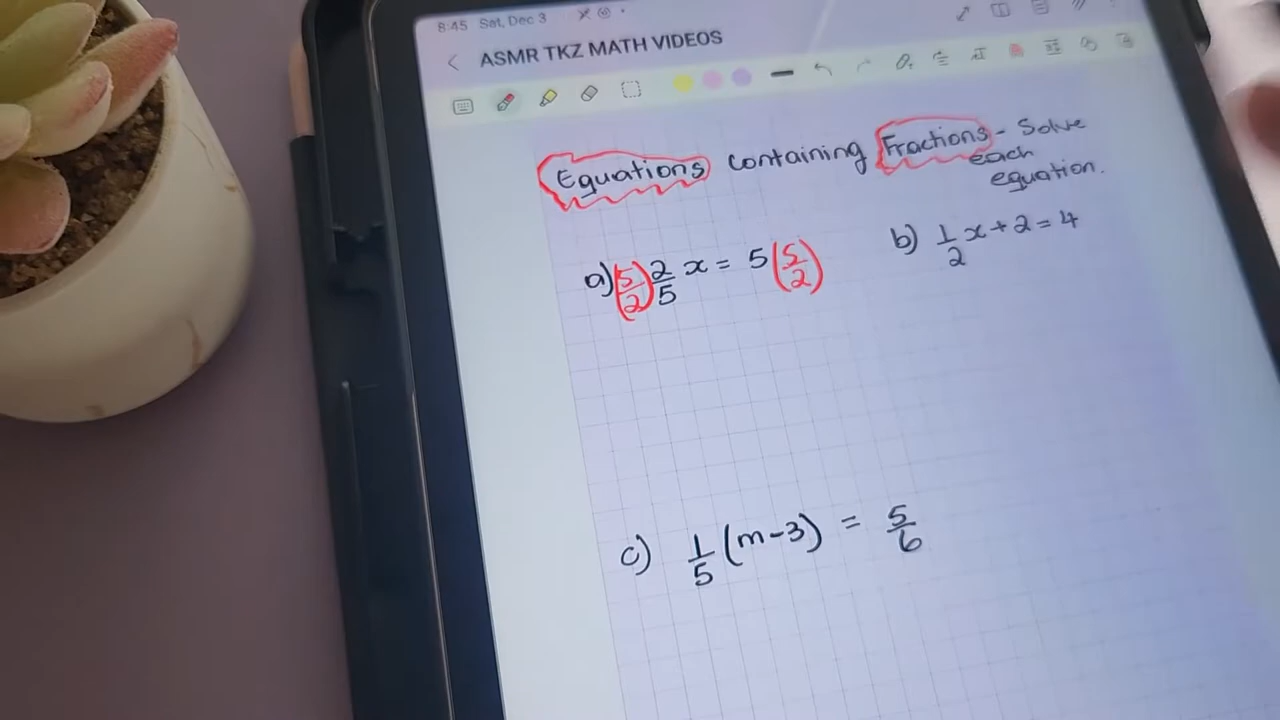 8:45 Sat, Dec 3
ASMR TKZ MATH VIDEOS
Equations containing Fractions - Solve
each
equation.
a) (5/2) 2/5 x = 5 (5/2)
b) 1/2 x + 2 = 4
c) 1/5 (m - 3) = 5/6